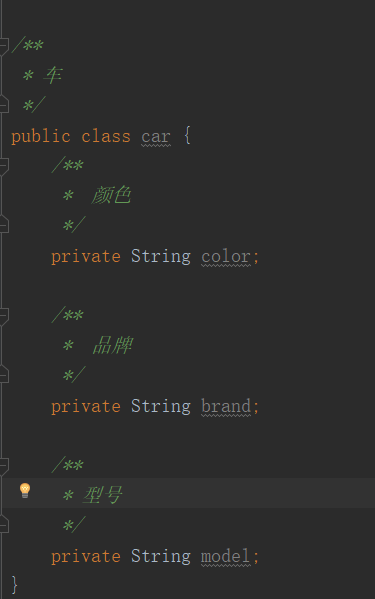 /**
 * 车
 */
public class car {
    /**
     *  颜色
     */
    private String color;
    /**
     *  品牌
     */
    private String brand;
    /**
     * 型号
     */
    private String model;
}